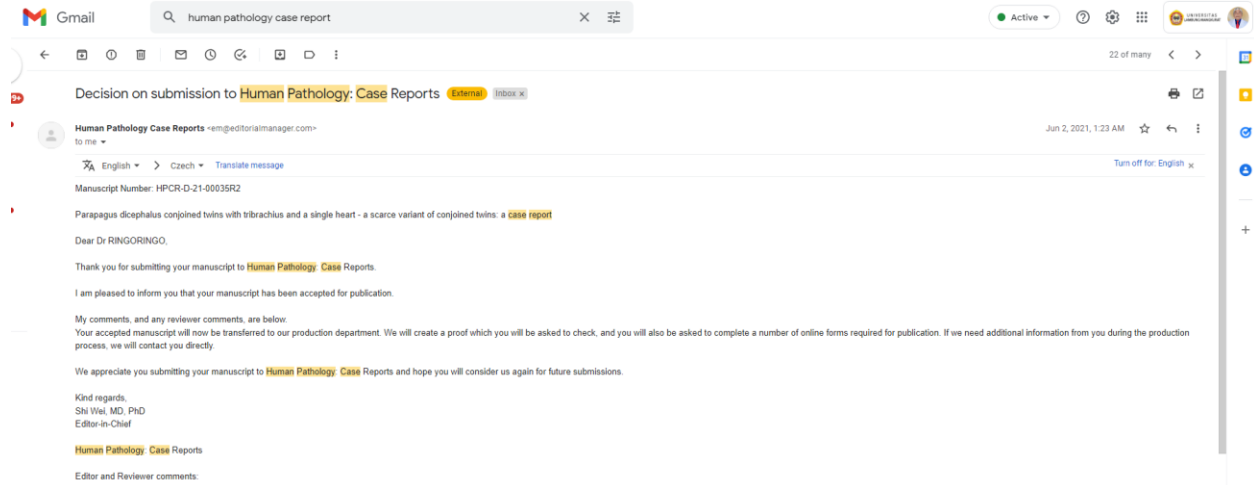 Gmail
human pathology case report
Active
UNIVERSITAS
22 of many
9+
Decision on submission to Human Pathology: Case Reports External Inbox x
Human Pathology Case Reports <em@editorialmanager.com>
Jun 2, 2021, 1:23 AM
to me
English > Czech Translate message
Turn off for: English x
Manuscript Number: HPCR-D-21-00035R2
Parapagus dicephalus conjoined twins with tribrachius and a single heart - a scarce variant of conjoined twins: a case report
Dear Dr RINGORINGO,
Thank you for submitting your manuscript to Human Pathology: Case Reports.
I am pleased to inform you that your manuscript has been accepted for publication.
My comments, and any reviewer comments, are below.
Your accepted manuscript will now be transferred to our production department. We will create a proof which you will be asked to check, and you will also be asked to complete a number of online forms required for publication. If we need additional information from you during the production
process, we will contact you directly.
We appreciate you submitting your manuscript to Human Pathology: Case Reports and hope you will consider us again for future submissions.
Kind regards,
Shi Wei, MD, PhD
Editor-in-Chief
Human Pathology: Case Reports
Editor and Reviewer comments: